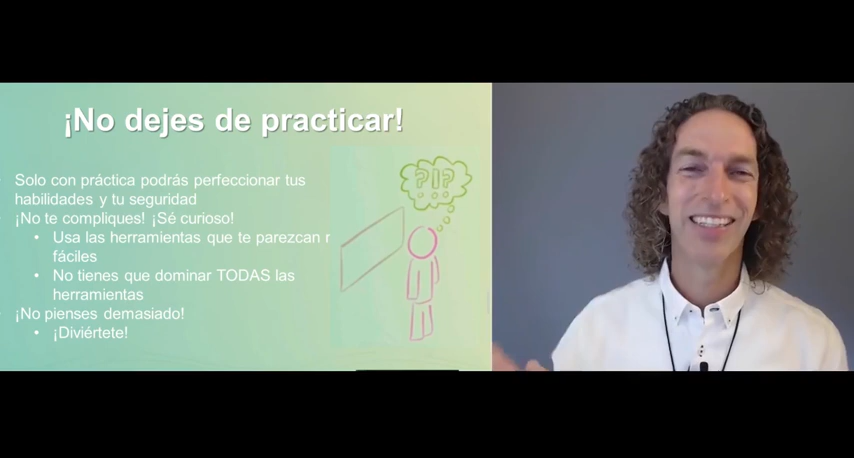 ¡No dejes de practicar!
?!?
Solo con práctica podrás perfeccionar tus
habilidades y tu seguridad
¡No te compliques! ¡Sé curioso!
• Usa las herramientas que te parezcan
fáciles
• No tienes que dominar TODAS las
herramientas
¡No pienses demasiado!
• ¡Diviértete!